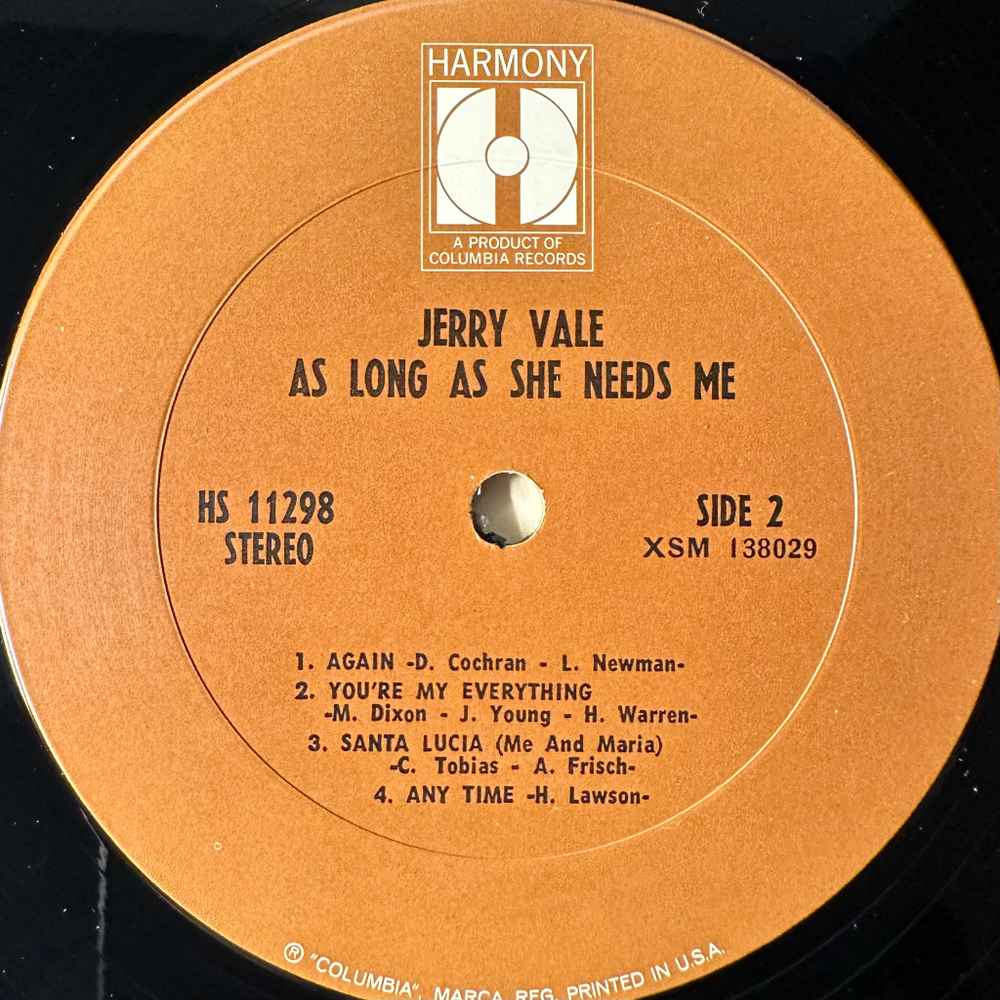 HARMONY
A PRODUCT OF
COLUMBIA RECORDS
JERRY VALE
AS LONG AS SHE NEEDS ME
HS 11298
STEREO
SIDE 2
XSM 138029
1. AGAIN -D. Cochran - L. Newman-
2. YOU'RE MY EVERYTHING
-M. Dixon - J. Young - H. Warren-
3. SANTA LUCIA (Me And Maria)
-C. Tobias - A. Frisch-
4. ANY TIME -H. Lawson-
® "COLUMBIA", MARCA REG. PRINTED IN U.S.A.